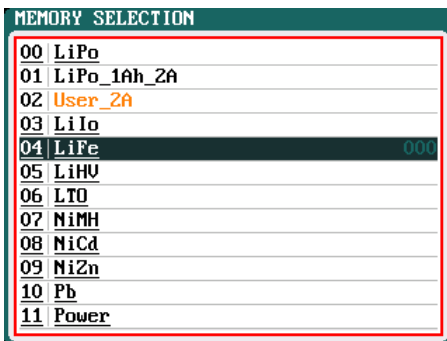 MEMORY SELECTION
00 LiPo
01 LiPo_1Ah_2A
02 User_2A
03 LiIo
04 LiFe 000
05 LiHV
06 LTO
07 NiMH
08 NiCd
09 NiZn
10 Pb
11 Power